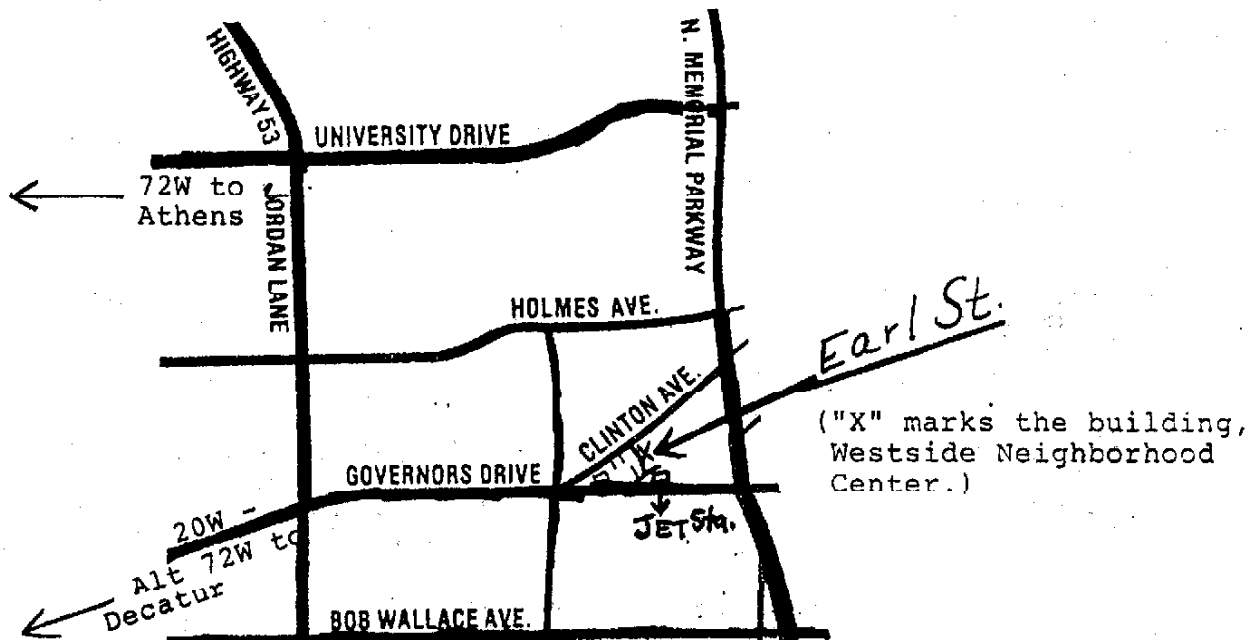 HIGHWAY 53
N. MEMORIAL PARKWAY
UNIVERSITY DRIVE
72W to
Athens
JORDAN LANE
HOLMES AVE.
Earl St.
CLINTON AVE.
("X" marks the building,
Westside Neighborhood
Center.)
X
GOVERNORS DRIVE
JET Sta.
20W -
Alt 72W to
Decatur
BOB WALLACE AVE.